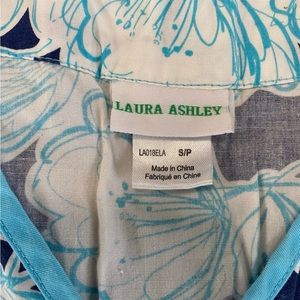 LAURA ASHLEY
LA018ELA S/P
Made in China
Fabriqué en Chine